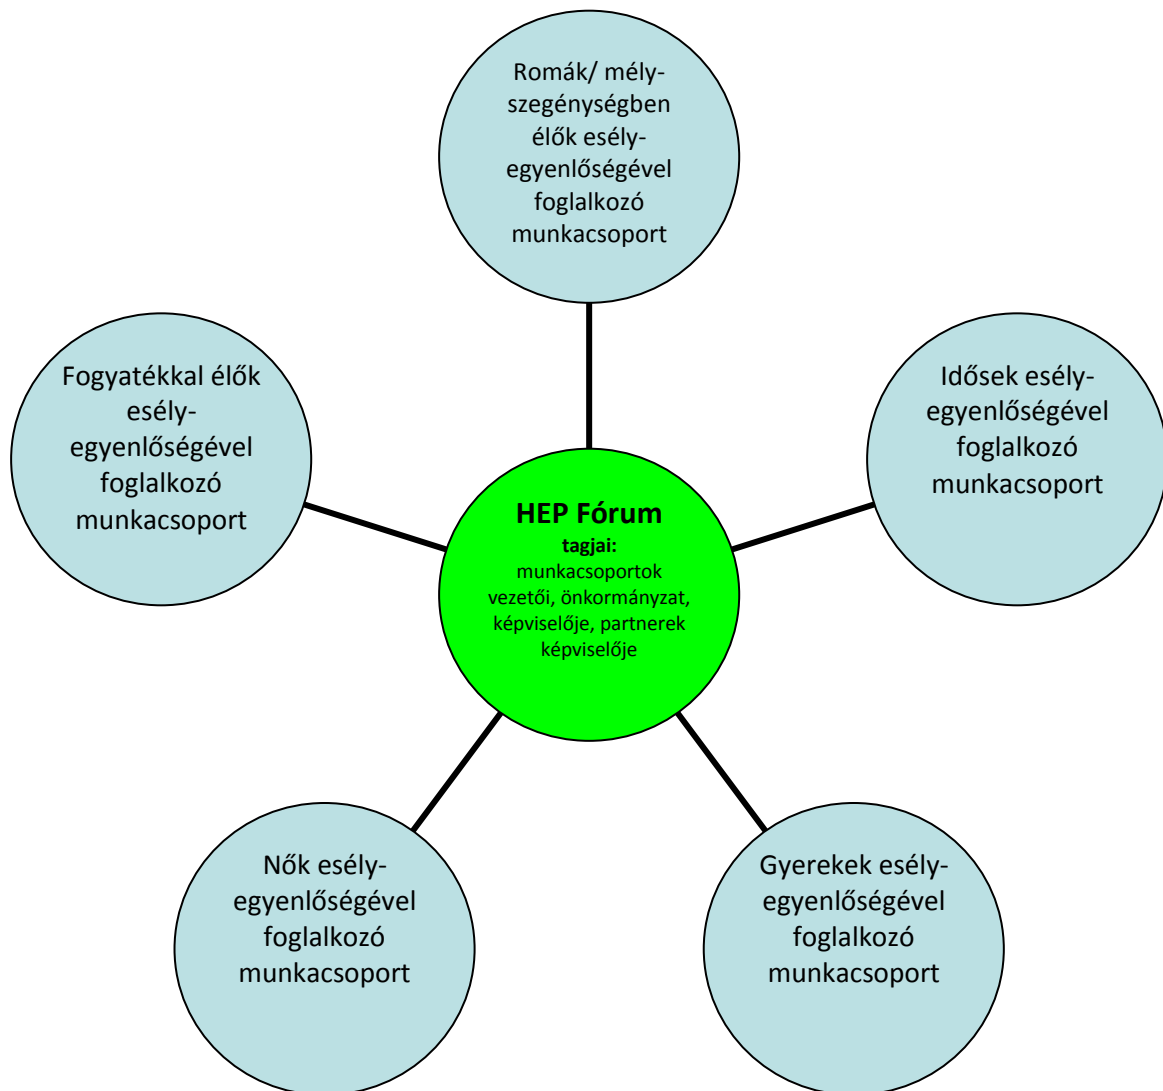 Romák/ mély-
szegénységben
élők esély-
egyenlőségével
foglalkozó
munkacsoport
Fogyatékkal élők
esély-
egyenlőségével
foglalkozó
munkacsoport
Idősek esély-
egyenlőségével
foglalkozó
munkacsoport
HEP Fórum
tagjai:
munkacsoportok
vezetői, önkormányzat,
képviselője, partnerek
képviselője
Nők esély-
egyenlőségével
foglalkozó
munkacsoport
Gyerekek esély-
egyenlőségével
foglalkozó
munkacsoport